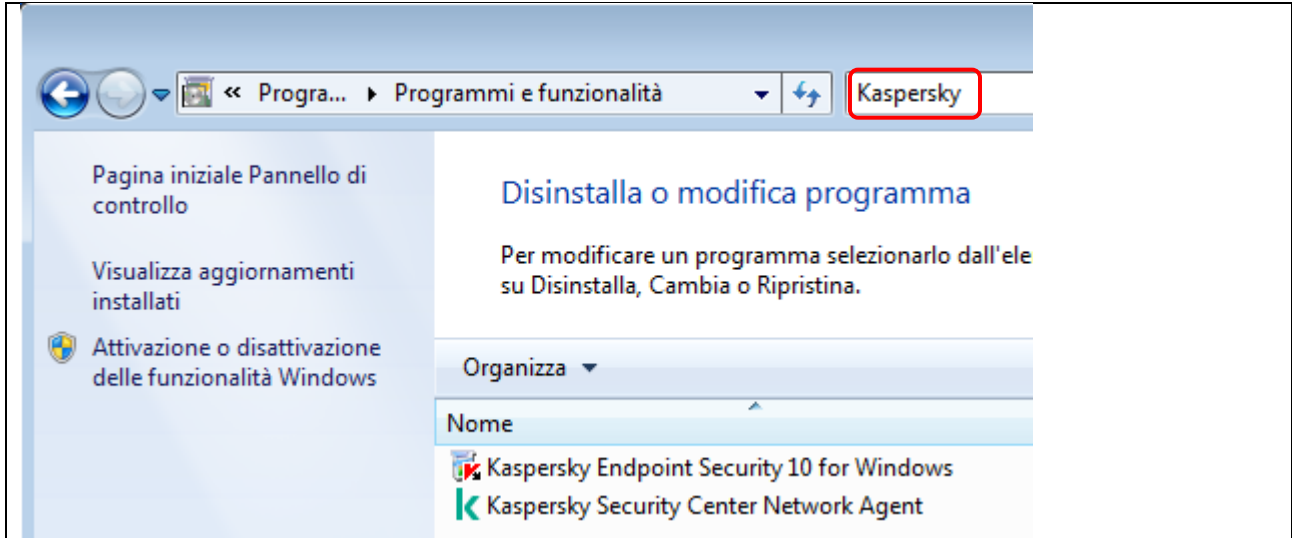 « Progra... Programmi e funzionalità
Kaspersky
Pagina iniziale Pannello di
controllo
Visualizza aggiornamenti
installati
Attivazione o disattivazione
delle funzionalità Windows
Disinstalla o modifica programma
Per modificare un programma selezionarlo dall'ele
su Disinstalla, Cambia o Ripristina.
Organizza
Nome
Kaspersky Endpoint Security 10 for Windows
Kaspersky Security Center Network Agent